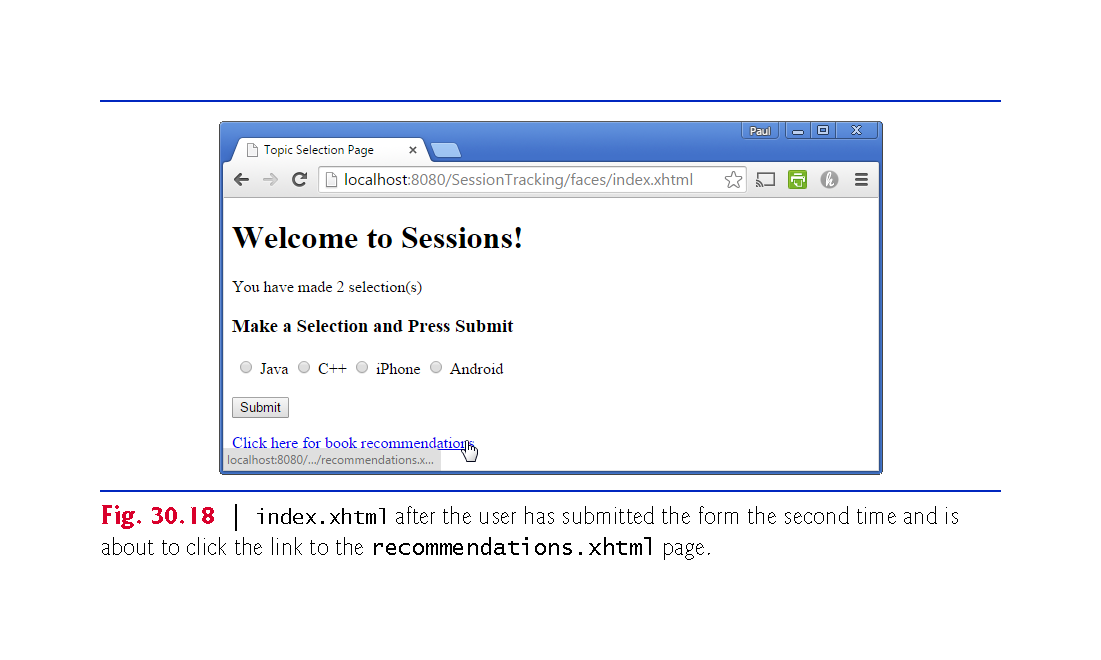 Paul
Topic Selection Page
localhost:8080/SessionTracking/faces/index.xhtml
Welcome to Sessions!
You have made 2 selection(s)
Make a Selection and Press Submit
Java C++ iPhone Android
Submit
Click here for book recommendations
localhost:8080/.../recommendations.x...
Fig. 30.18 | index.xhtml after the user has submitted the form the second time and is
about to click the link to the recommendations.xhtml page.